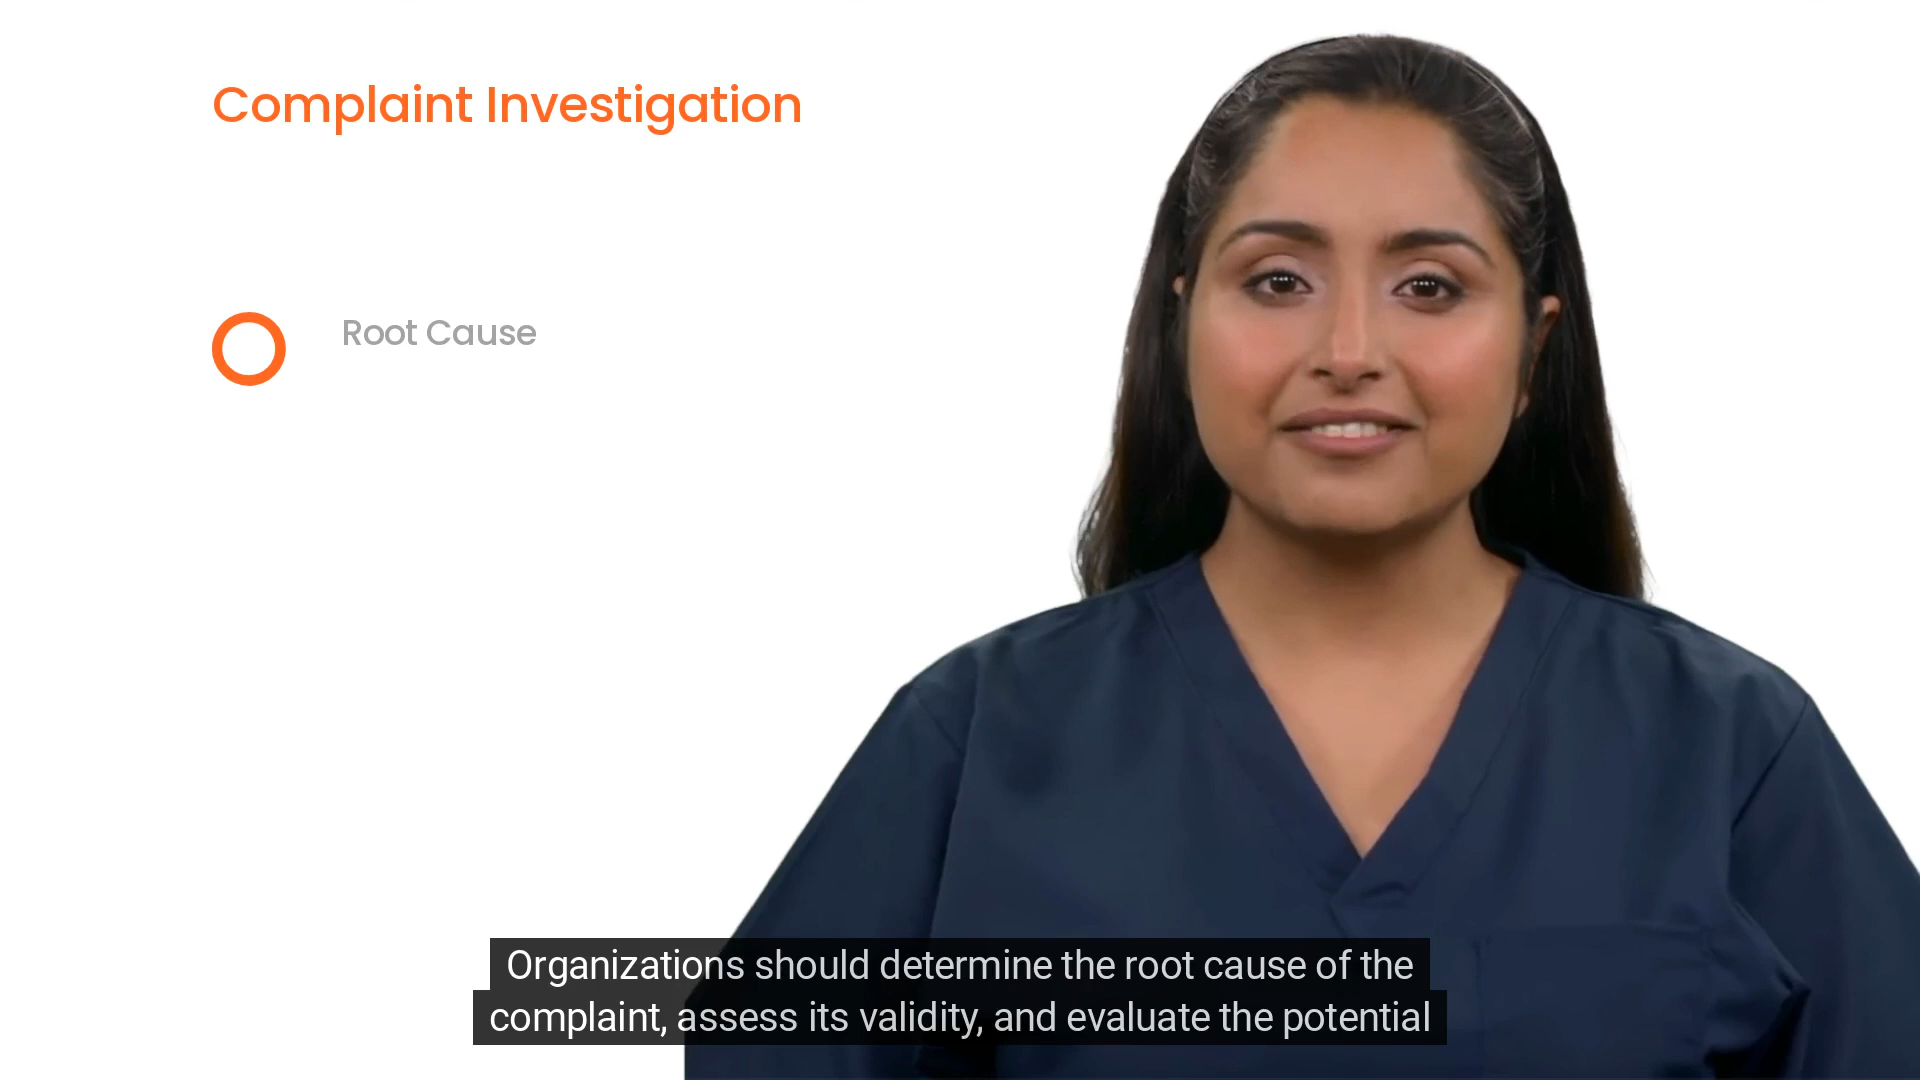 Complaint Investigation
Root Cause
Organizations should determine the root cause of the
complaint, assess its validity, and evaluate the potential